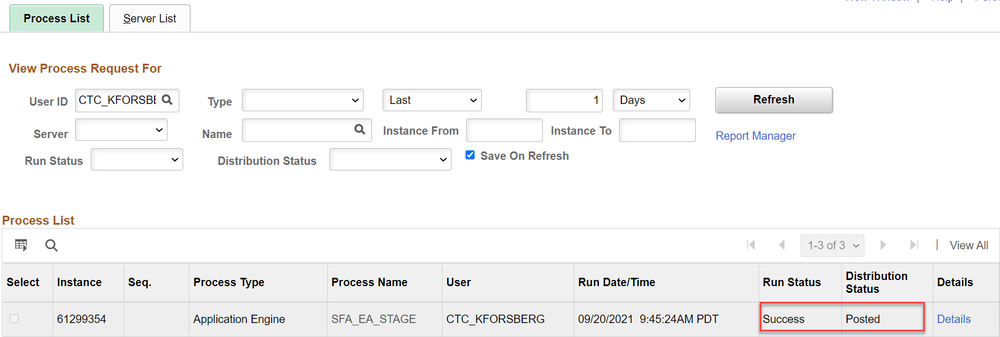 Process List Server List
View Process Request For
User ID CTC_KFORSBE Type Last 1 Days Refresh
Server Name Instance From Instance To Report Manager
Run Status Distribution Status Save On Refresh
Process List
1-3 of 3 | View All
Select Instance Seq. Process Type Process Name User Run Date/Time Run Status Distribution Status Details
61299354 Application Engine SFA_EA_STAGE CTC_KFORSBERG 09/20/2021 9:45:24AM PDT Success Posted Details